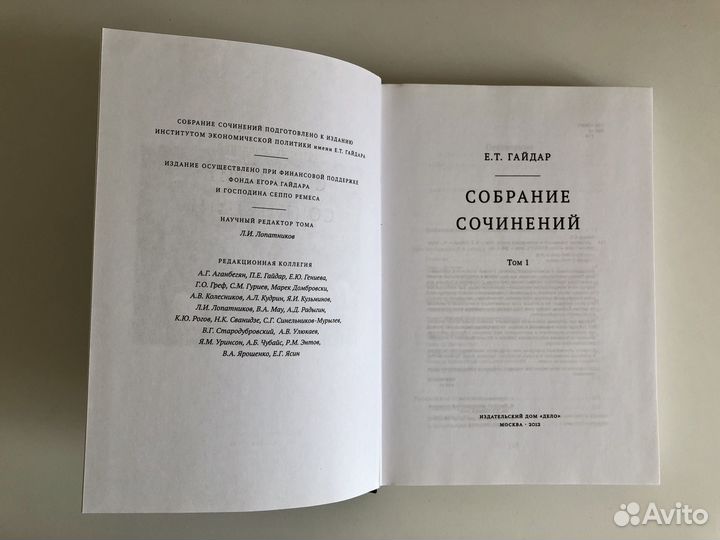 СОБРАНИЕ СОЧИНЕНИЙ ПОДГОТОВЛЕНО К ИЗДАНИЮ
ИНСТИТУТОМ ЭКОНОМИЧЕСКОЙ ПОЛИТИКИ имени Е.Т. ГАЙДАРА
ИЗДАНИЕ ОСУЩЕСТВЛЕНО ПРИ ФИНАНСОВОЙ ПОДДЕРЖКЕ
ФОНДА ЕГОРА ГАЙДАРА
И ГОСПОДИНА СЕППО РЕМЕСА
НАУЧНЫЙ РЕДАКТОР ТОМА
Л.И. Лопатников
РЕДАКЦИОННАЯ КОЛЛЕГИЯ
А.Г. Аганбегян, П.Е. Гайдар, Е.Ю. Гениева,
Г.О. Греф, С.М. Гуриев, Марек Домбровски,
А.В. Колесников, А.Л. Кудрин, Я.И. Кузьминов,
Л.И. Лопатников, В.А. Мау, А.Д. Радыгин,
К.Ю. Рогов, Н.К. Сванидзе, С.Г. Синельников-Мурылев,
В.Г. Стародубровский, А.В. Улюкаев,
Я.М. Уринсон, А.Б. Чубайс, Р.М. Энтов,
В.А. Ярошенко, Е.Г. Ясин
Е.Т. ГАЙДАР
СОБРАНИЕ
СОЧИНЕНИЙ
Том 1
ИЗДАТЕЛЬСКИЙ ДОМ «ДЕЛО»
МОСКВА · 2012
Avito